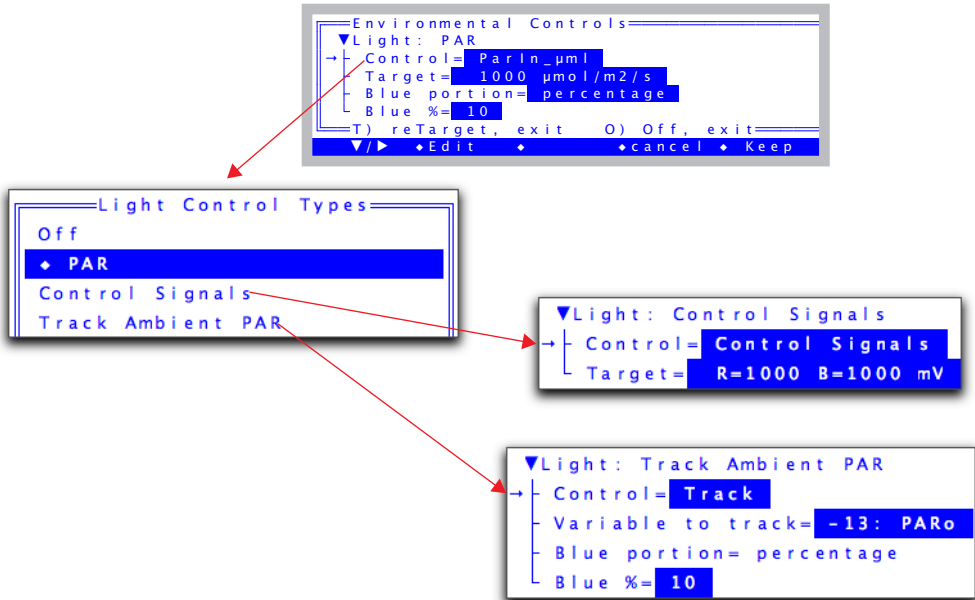 Environmental Controls
▼Light: PAR
→ Control= ParIn_µml
Target= 1000 µmol/m2/s
Blue portion= percentage
Blue %= 10
T) reTarget, exit O) Off, exit
▼/▶ ◆Edit ◆ ◆cancel ◆ Keep
Light Control Types
Off
◆ PAR
Control Signals
Track Ambient PAR
▼Light: Control Signals
→ Control= Control Signals
Target= R=1000 B=1000 mV
▼Light: Track Ambient PAR
→ Control= Track
Variable to track= -13: PARo
Blue portion= percentage
Blue %= 10